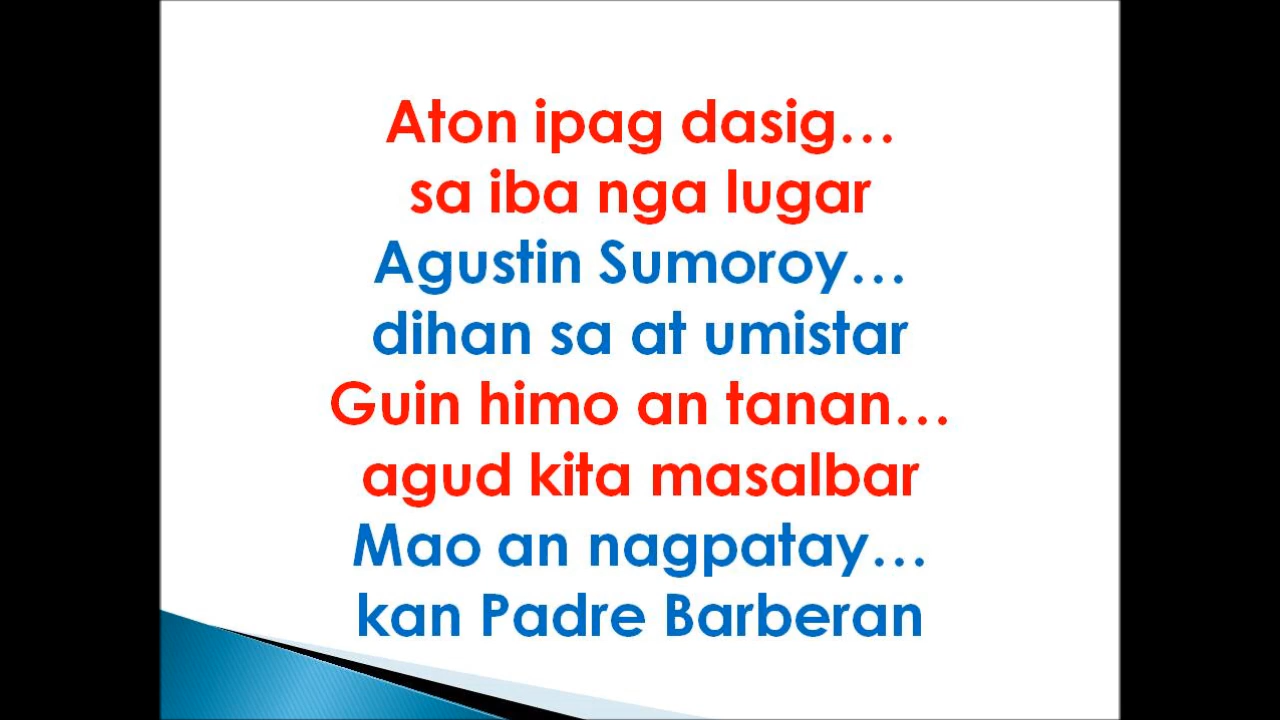 Aton ipag dasig...
sa iba nga lugar
Agustin Sumoroy...
dihan sa at umistar
Guin himo an tanan...
agud kita masalbar
Mao an nagpatay...
kan Padre Barberan